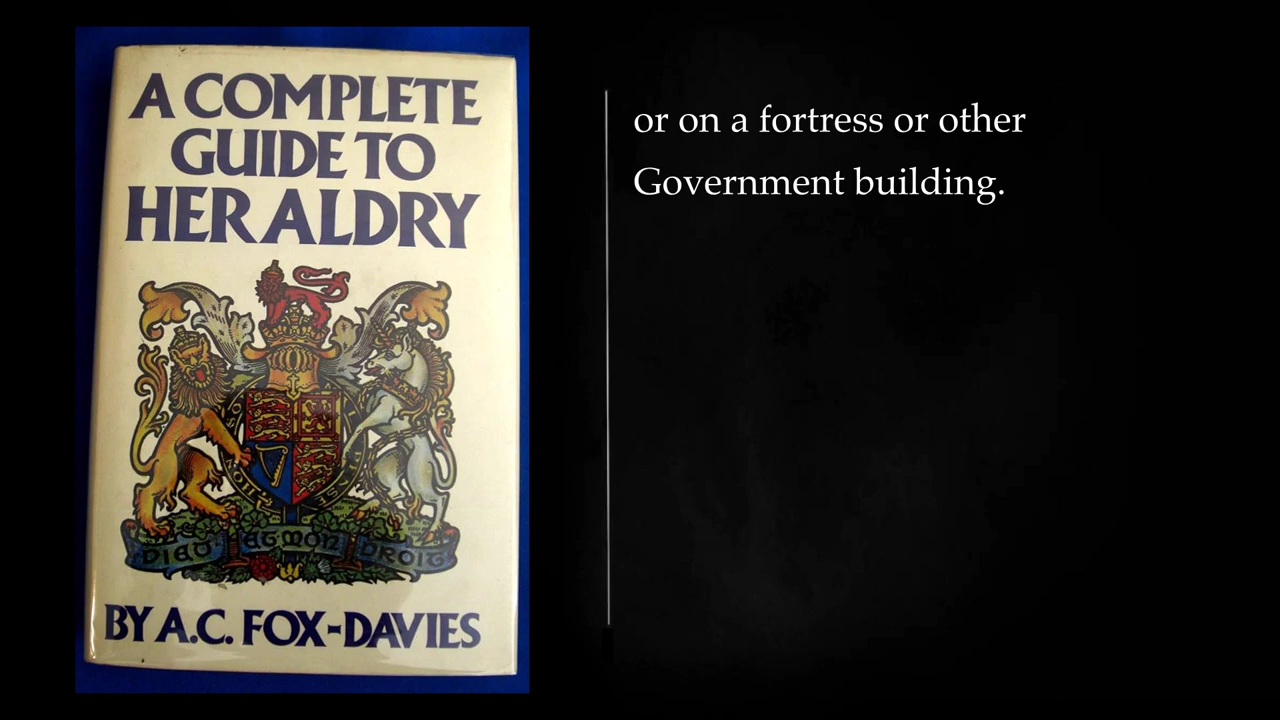 A COMPLETE
GUIDE TO
HERALDRY
DIEU ET MON DROIT
BY A.C. FOX-DAVIES
or on a fortress or other
Government building.